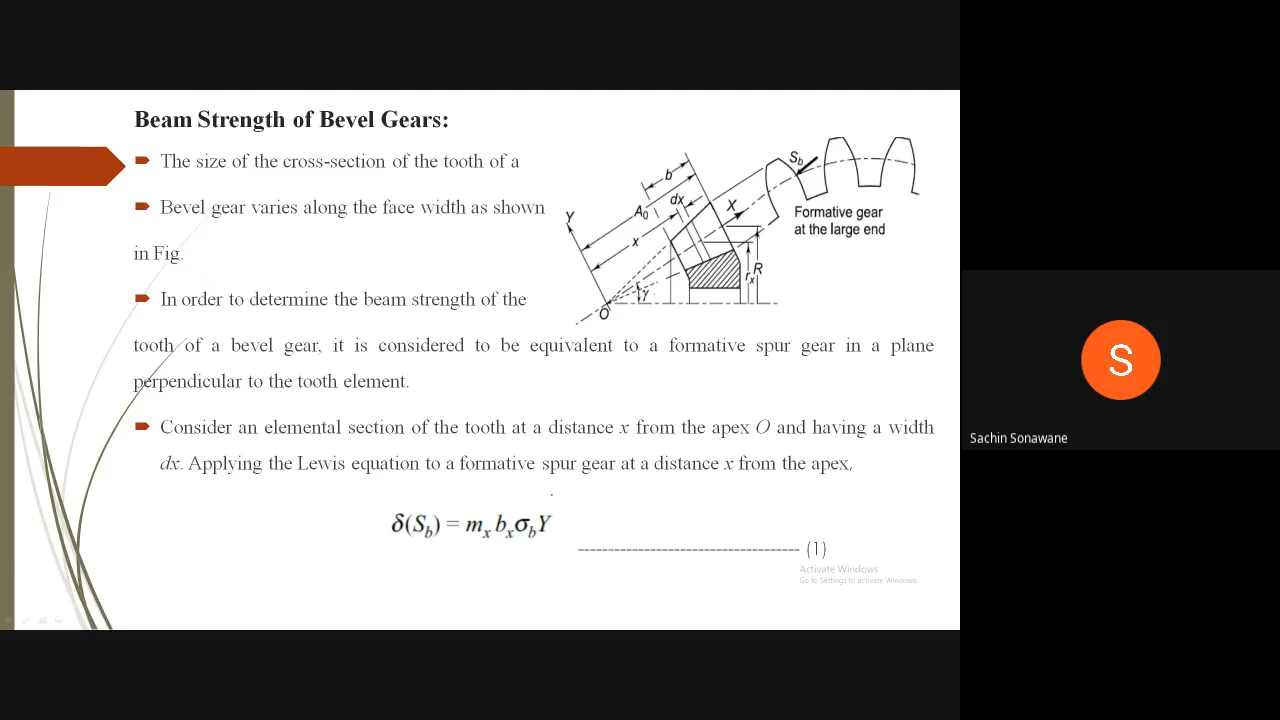 Beam Strength of Bevel Gears:
The size of the cross-section of the tooth of a
Bevel gear varies along the face width as shown
in Fig.
In order to determine the beam strength of the
tooth of a bevel gear, it is considered to be equivalent to a formative spur gear in a plane
perpendicular to the tooth element.
Consider an elemental section of the tooth at a distance x from the apex O and having a width
dx. Applying the Lewis equation to a formative spur gear at a distance x from the apex,
δ(S_b) = m_x b_x σ_b Y
(1)
Y
b
A_0
dx
x
X
S_b
Formative gear
at the large end
r_x
R
γ
O
Activate Windows
Go to Settings to activate Windows.
S
Sachin Sonawane